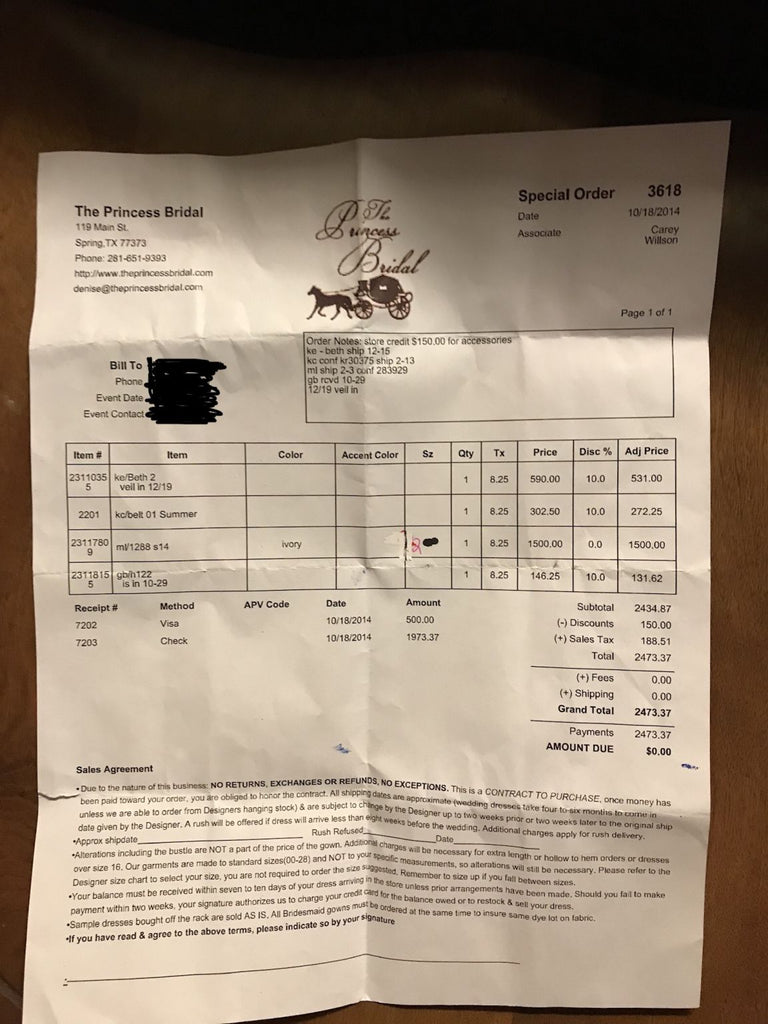 The Princess Bridal
119 Main St.
Spring,TX 77373
Phone: 281-651-9393
http://www.theprincessbridal.com
denise@theprincessbridal.com
The
Princess
Bridal
Special Order 3618
Date 10/18/2014
Associate Carey
Willson
Page 1 of 1
Bill To
Phone
Event Date
Event Contact
Order Notes: store credit $150.00 for accessories
ke - beth ship 12-15
kc conf kr30375 ship 2-13
ml ship 2-3 conf 283929
gb rcvd 10-29
12/19 veil in
Item # Item Color Accent Color Sz Qty Tx Price Disc % Adj Price
2311035 ke/Beth 2 1 8.25 590.00 10.0 531.00
5 veil in 12/19
2201 kc/belt 01 Summer 1 8.25 302.50 10.0 272.25
2311780 ml/1288 s14 ivory 1 8.25 1500.00 0.0 1500.00
9
2311815 gb/h122 1 8.25 146.25 10.0 131.62
5 is in 10-29
Receipt # Method APV Code Date Amount
7202 Visa 10/18/2014 500.00
7203 Check 10/18/2014 1973.37
Subtotal 2434.87
(-) Discounts 150.00
(+) Sales Tax 188.51
Total 2473.37
(+) Fees 0.00
(+) Shipping 0.00
Grand Total 2473.37
Payments 2473.37
AMOUNT DUE $0.00
Sales Agreement
•Due to the nature of this business: NO RETURNS, EXCHANGES OR REFUNDS, NO EXCEPTIONS. This is a CONTRACT TO PURCHASE, once money has
been paid toward your order, you are obliged to honor the contract. All shipping dates are approximate (wedding dresses take four to six months to come in
unless we are able to order from Designers hanging stock) & are subject to change by the Designer up to two weeks prior or two weeks later to the original ship
date given by the Designer. A rush will be offered if dress will arrive less than eight weeks before the wedding. Additional charges apply for rush delivery.
•Approx shipdate Rush Refused Date
•Alterations including the bustle are NOT a part of the price of the gown. Additional charges will be necessary for extra length or hollow to hem orders or dresses
over size 16. Our garments are made to standard sizes(00-28) and NOT to your specific measurements, so alterations will still be necessary. Please refer to the
Designer size chart to select your size, you are not required to order the size suggested. Remember to size up if you fall between sizes.
•Your balance must be received within seven to ten days of your dress arriving in the store unless prior arrangements have been made. Should you fail to make
payment within two weeks, your signature authorizes us to charge your credit card for the balance owed or to restock & sell your dress.
•Sample dresses bought off the rack are sold AS IS. All Bridesmaid gowns must be ordered at the same time to insure same dye lot on fabric.
•If you have read & agree to the above terms, please indicate so by your signature